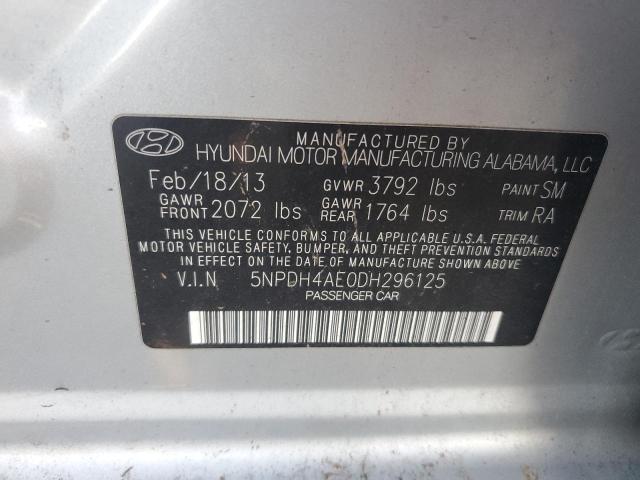 MANUFACTURED BY
HYUNDAI MOTOR MANUFACTURING ALABAMA, LLC
Feb/18/13 GVWR 3792 lbs PAINT SM
GAWR FRONT 2072 lbs GAWR REAR 1764 lbs TRIM RA
THIS VEHICLE CONFORMS TO ALL APPLICABLE U.S.A. FEDERAL
MOTOR VEHICLE SAFETY, BUMPER, AND THEFT PREVENTION STANDARDS
IN EFFECT ON THE DATE OF MANUFACTURE SHOWN ABOVE.
V.I.N 5NPDH4AE0DH296125
PASSENGER CAR